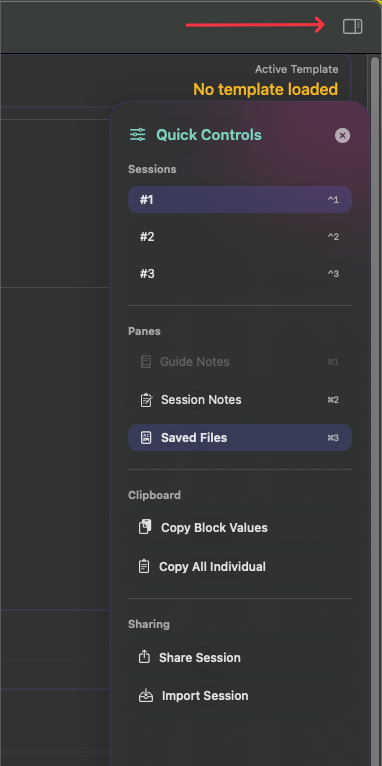 Active Template
No template loaded
Quick Controls
Sessions
#1 ^1
#2 ^2
#3 ^3
Panes
Guide Notes ⌘1
Session Notes ⌘2
Saved Files ⌘3
Clipboard
Copy Block Values
Copy All Individual
Sharing
Share Session
Import Session